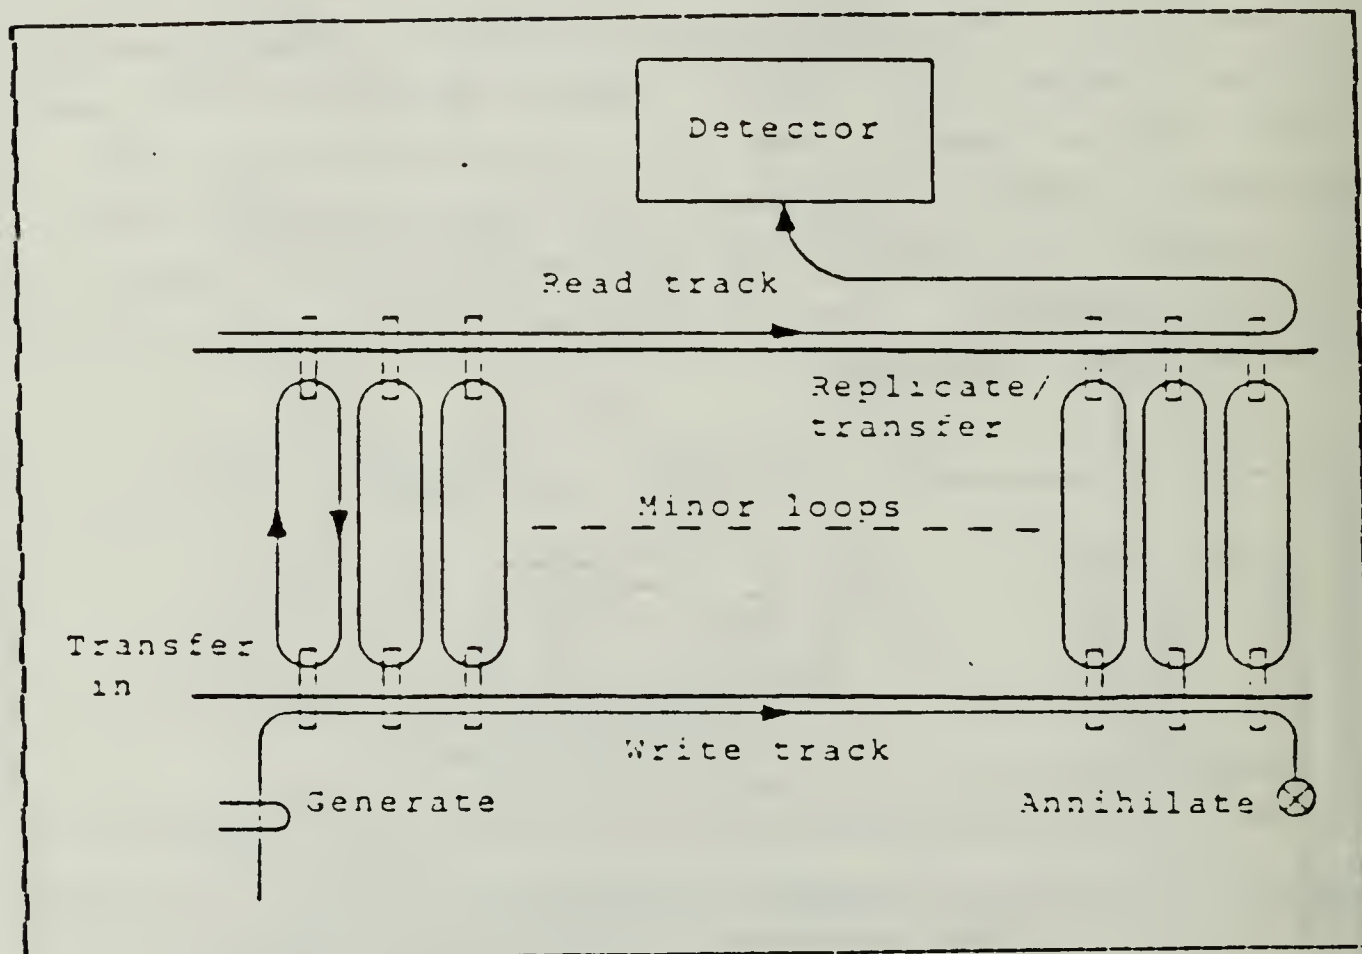 Detector
Read track
Replicate/
transfer
Minor loops
Transfer
in
Write track
Generate
Annihilate